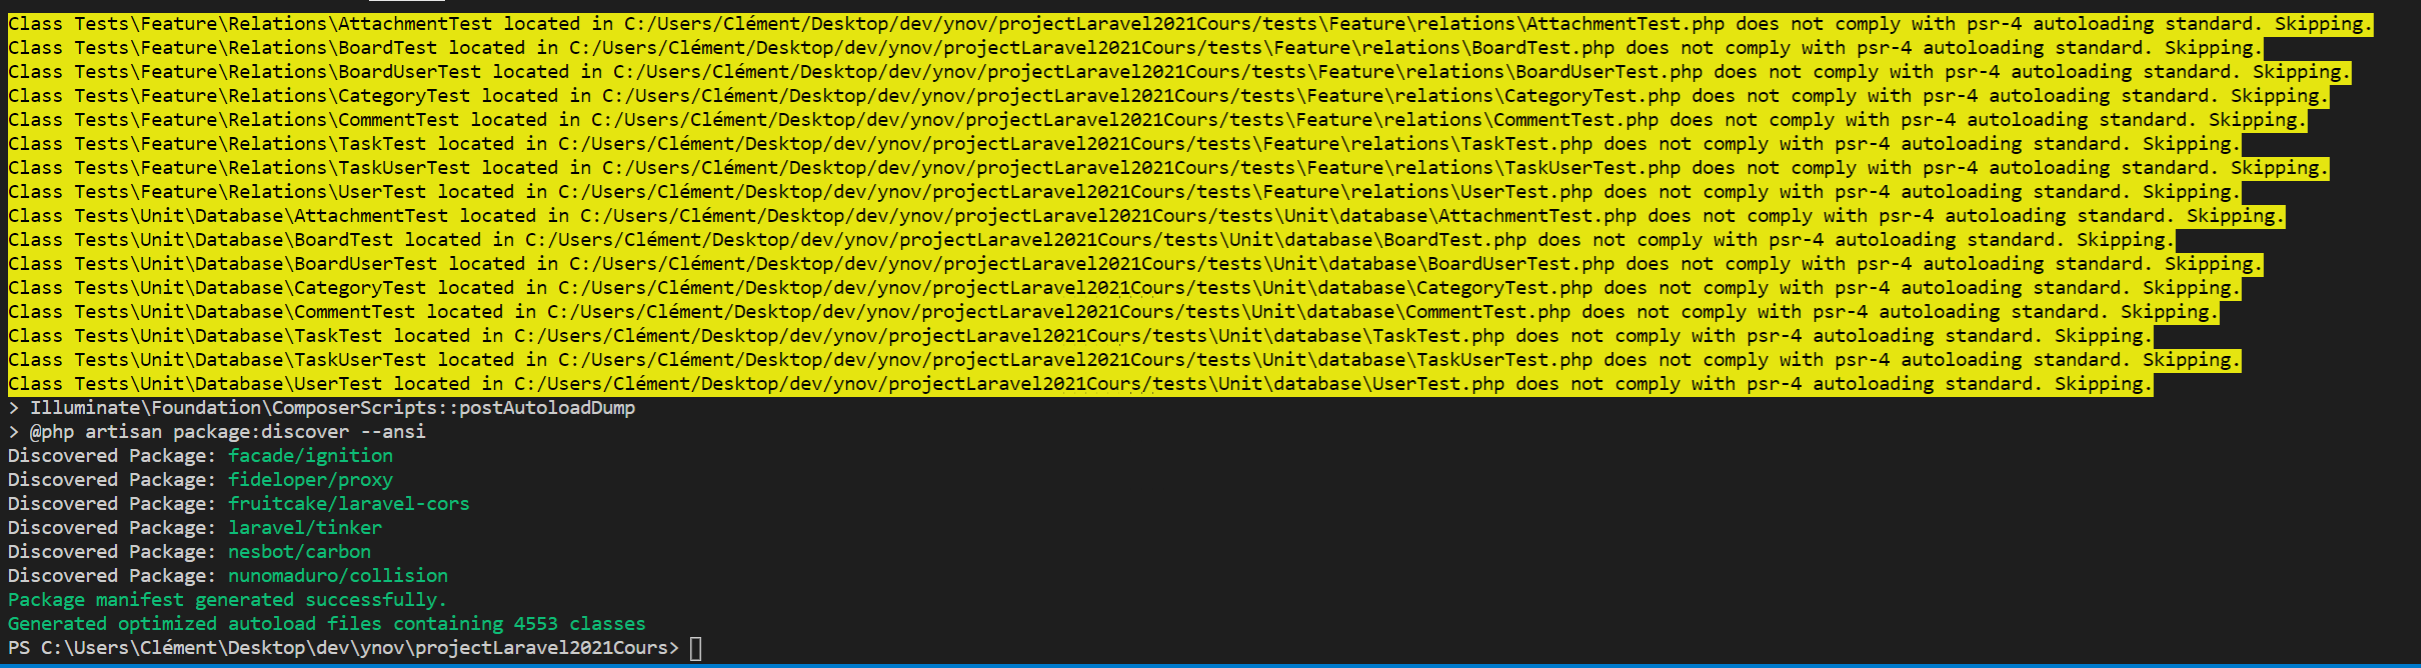 Class Tests\Feature\Relations\AttachmentTest located in C:/Users/Clément/Desktop/dev/ynov/projectLaravel2021Cours/tests\Feature\relations\AttachmentTest.php does not comply with psr-4 autoloading standard. Skipping.
Class Tests\Feature\Relations\BoardTest located in C:/Users/Clément/Desktop/dev/ynov/projectLaravel2021Cours/tests\Feature\relations\BoardTest.php does not comply with psr-4 autoloading standard. Skipping.
Class Tests\Feature\Relations\BoardUserTest located in C:/Users/Clément/Desktop/dev/ynov/projectLaravel2021Cours/tests\Feature\relations\BoardUserTest.php does not comply with psr-4 autoloading standard. Skipping.
Class Tests\Feature\Relations\CategoryTest located in C:/Users/Clément/Desktop/dev/ynov/projectLaravel2021Cours/tests\Feature\relations\CategoryTest.php does not comply with psr-4 autoloading standard. Skipping.
Class Tests\Feature\Relations\CommentTest located in C:/Users/Clément/Desktop/dev/ynov/projectLaravel2021Cours/tests\Feature\relations\CommentTest.php does not comply with psr-4 autoloading standard. Skipping.
Class Tests\Feature\Relations\TaskTest located in C:/Users/Clément/Desktop/dev/ynov/projectLaravel2021Cours/tests\Feature\relations\TaskTest.php does not comply with psr-4 autoloading standard. Skipping.
Class Tests\Feature\Relations\TaskUserTest located in C:/Users/Clément/Desktop/dev/ynov/projectLaravel2021Cours/tests\Feature\relations\TaskUserTest.php does not comply with psr-4 autoloading standard. Skipping.
Class Tests\Feature\Relations\UserTest located in C:/Users/Clément/Desktop/dev/ynov/projectLaravel2021Cours/tests\Feature\relations\UserTest.php does not comply with psr-4 autoloading standard. Skipping.
Class Tests\Unit\Database\AttachmentTest located in C:/Users/Clément/Desktop/dev/ynov/projectLaravel2021Cours/tests\Unit\database\AttachmentTest.php does not comply with psr-4 autoloading standard. Skipping.
Class Tests\Unit\Database\BoardTest located in C:/Users/Clément/Desktop/dev/ynov/projectLaravel2021Cours/tests\Unit\database\BoardTest.php does not comply with psr-4 autoloading standard. Skipping.
Class Tests\Unit\Database\BoardUserTest located in C:/Users/Clément/Desktop/dev/ynov/projectLaravel2021Cours/tests\Unit\database\BoardUserTest.php does not comply with psr-4 autoloading standard. Skipping.
Class Tests\Unit\Database\CategoryTest located in C:/Users/Clément/Desktop/dev/ynov/projectLaravel2021Cours/tests\Unit\database\CategoryTest.php does not comply with psr-4 autoloading standard. Skipping.
Class Tests\Unit\Database\CommentTest located in C:/Users/Clément/Desktop/dev/ynov/projectLaravel2021Cours/tests\Unit\database\CommentTest.php does not comply with psr-4 autoloading standard. Skipping.
Class Tests\Unit\Database\TaskTest located in C:/Users/Clément/Desktop/dev/ynov/projectLaravel2021Cours/tests\Unit\database\TaskTest.php does not comply with psr-4 autoloading standard. Skipping.
Class Tests\Unit\Database\TaskUserTest located in C:/Users/Clément/Desktop/dev/ynov/projectLaravel2021Cours/tests\Unit\database\TaskUserTest.php does not comply with psr-4 autoloading standard. Skipping.
Class Tests\Unit\Database\UserTest located in C:/Users/Clément/Desktop/dev/ynov/projectLaravel2021Cours/tests\Unit\database\UserTest.php does not comply with psr-4 autoloading standard. Skipping.
> Illuminate\Foundation\ComposerScripts::postAutoloadDump
> @php artisan package:discover --ansi
Discovered Package: facade/ignition
Discovered Package: fideloper/proxy
Discovered Package: fruitcake/laravel-cors
Discovered Package: laravel/tinker
Discovered Package: nesbot/carbon
Discovered Package: nunomaduro/collision
Package manifest generated successfully.
Generated optimized autoload files containing 4553 classes
PS C:\Users\Clément\Desktop\dev\ynov\projectLaravel2021Cours>